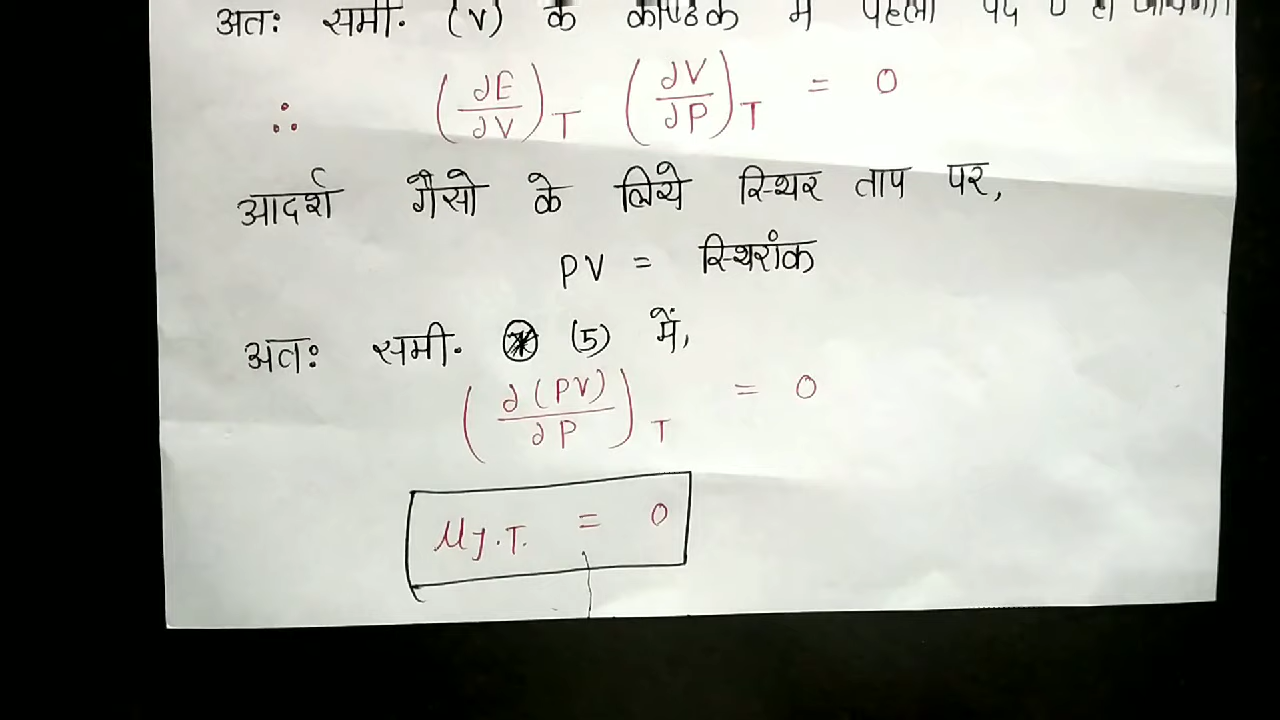 अतः समी. (V) के कोष्ठक में पहला पद 0 हो जायेगा।
∴ (∂E/∂V)T (∂V/∂P)T = 0
आदर्श गैसो के लिये स्थिर ताप पर,
PV = स्थिरांक
अतः समी. (5) में,
(∂(PV)/∂P)T = 0
μJ.T. = 0